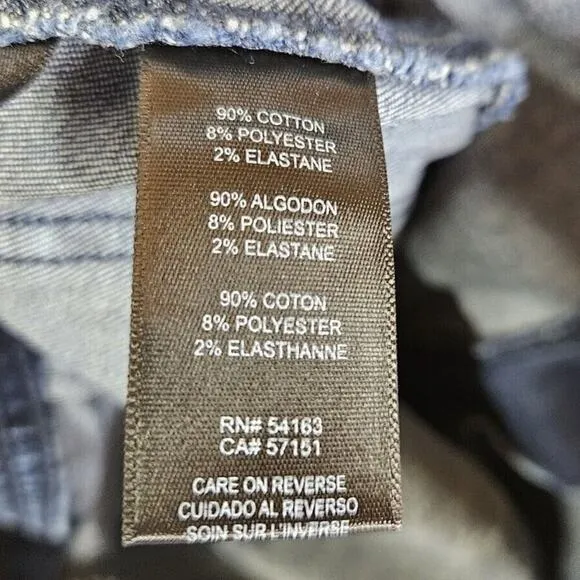 90% COTTON
8% POLYESTER
2% ELASTANE
90% ALGODON
8% POLIESTER
2% ELASTANE
90% COTON
8% POLYESTER
2% ELASTHANNE
RN# 54163
CA# 57151
CARE ON REVERSE
CUIDADO AL REVERSO
SOIN SUR L'INVERSE